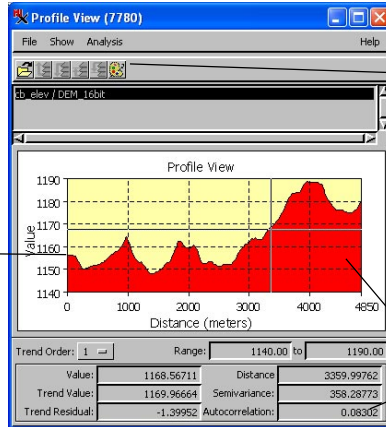 Profile View (7780)
File Show Analysis Help
cb_elev / DEM_16bit
Profile View
1190
1180
1170
1160
1150
1140
Value
0 1000 2000 3000 4000 4850
Distance (meters)
Trend Order: 1 Range: 1140.00 to 1190.00
Value: 1168.56711 Distance 3359.99762
Trend Value: 1169.96664 Semivariance: 358.28773
Trend Residual: -1.39952 Autocorrelation: 0.08302